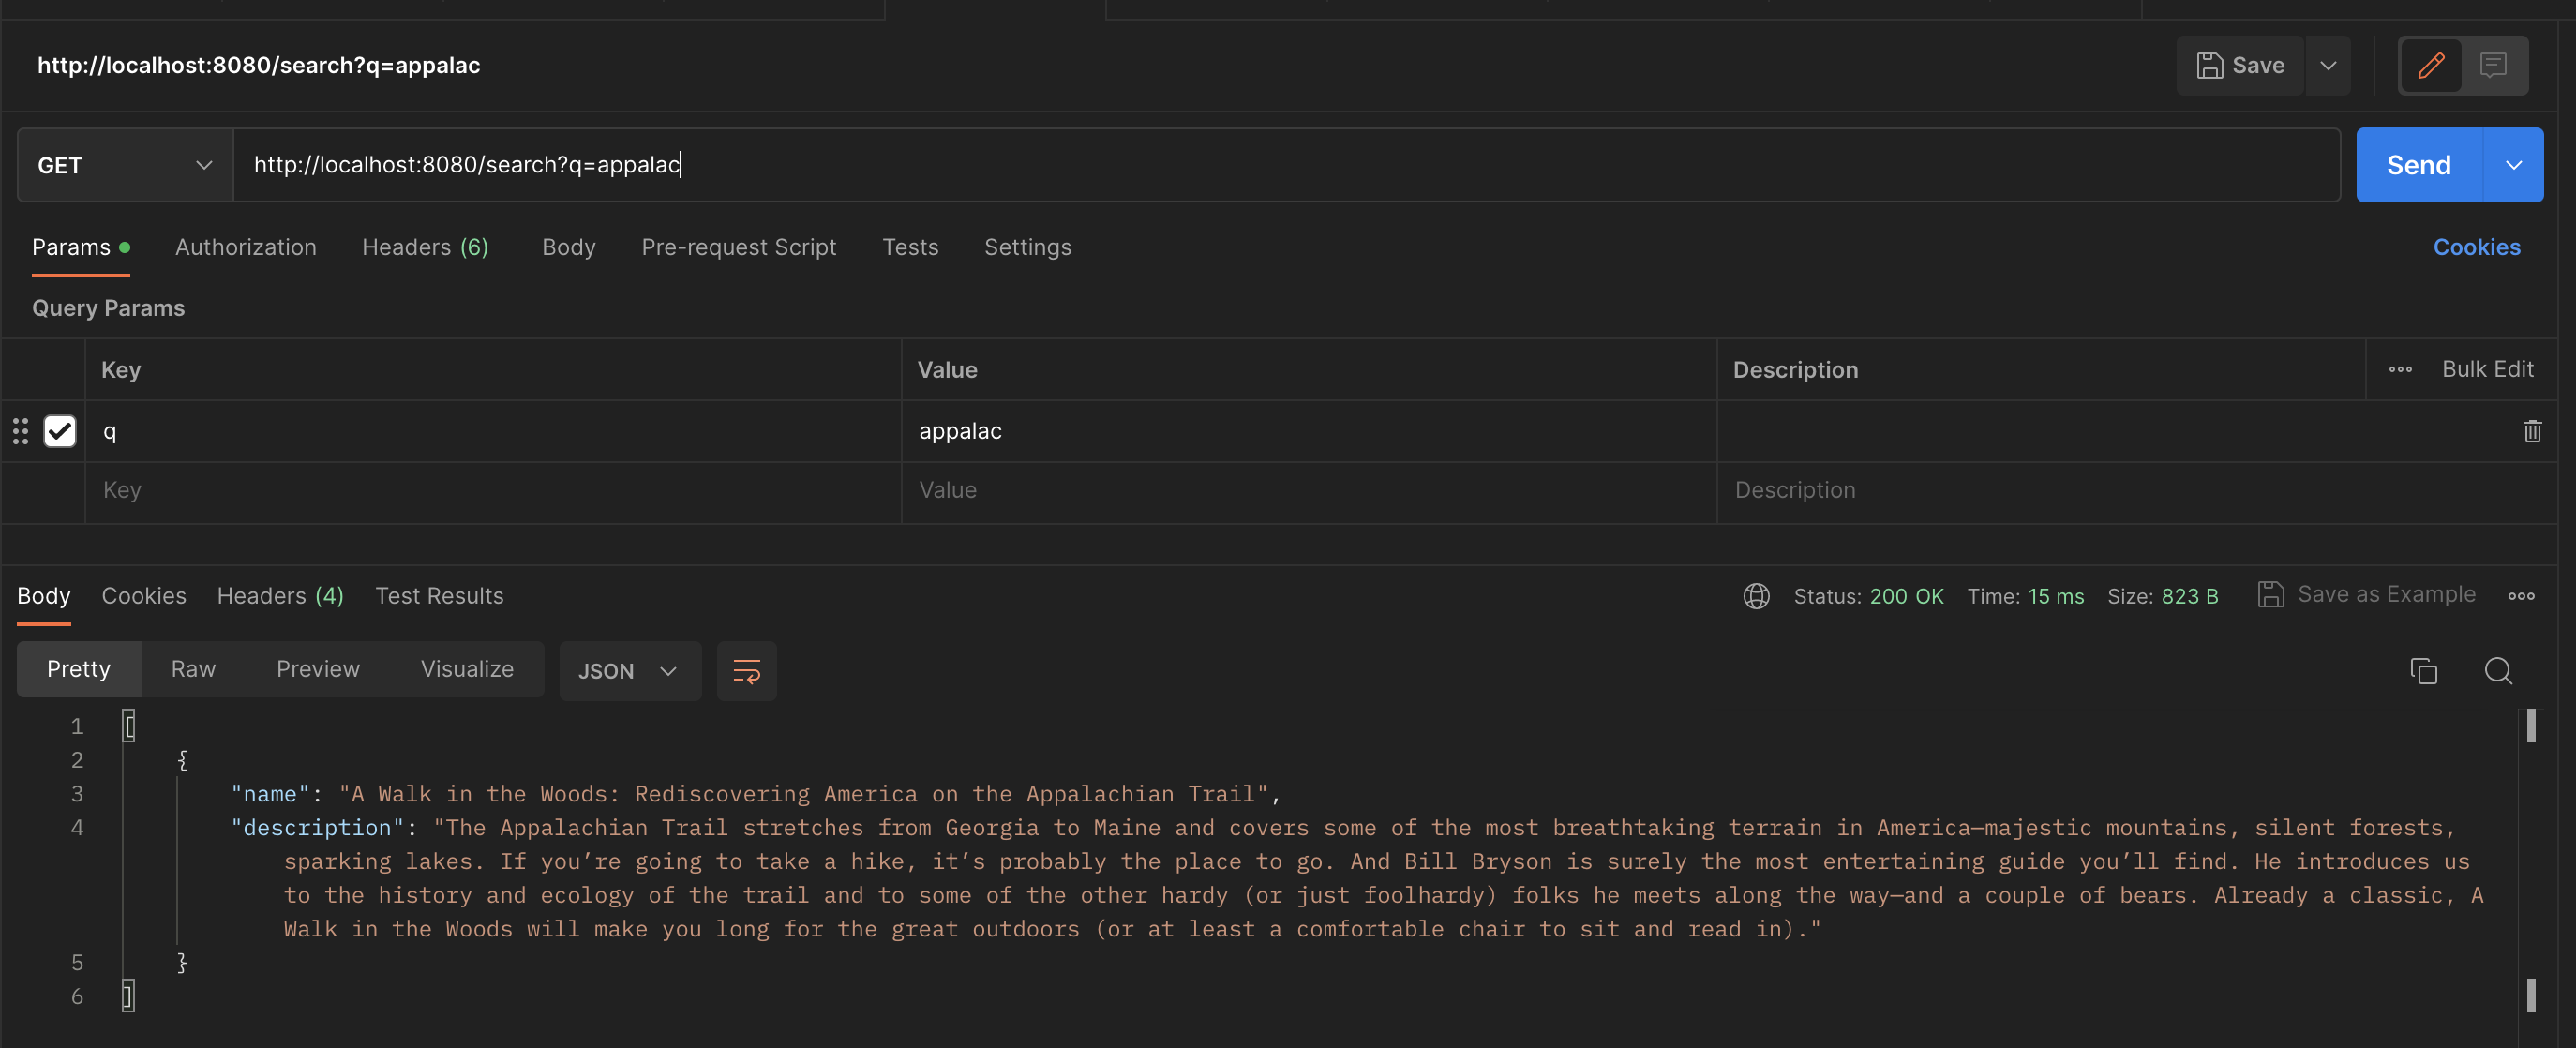 http://localhost:8080/search?q=appalac
Save
GET
http://localhost:8080/search?q=appalac
Send
Params Authorization Headers (6) Body Pre-request Script Tests Settings Cookies
Query Params
Key Value Description Bulk Edit
q appalac
Key Value Description
Body Cookies Headers (4) Test Results Status: 200 OK Time: 15 ms Size: 823 B Save as Example
Pretty Raw Preview Visualize JSON
1 [
2 {
3 "name": "A Walk in the Woods: Rediscovering America on the Appalachian Trail",
4 "description": "The Appalachian Trail stretches from Georgia to Maine and covers some of the most breathtaking terrain in America—majestic mountains, silent forests,
sparking lakes. If you’re going to take a hike, it’s probably the place to go. And Bill Bryson is surely the most entertaining guide you’ll find. He introduces us
to the history and ecology of the trail and to some of the other hardy (or just foolhardy) folks he meets along the way—and a couple of bears. Already a classic, A
Walk in the Woods will make you long for the great outdoors (or at least a comfortable chair to sit and read in)."
5 }
6 ]